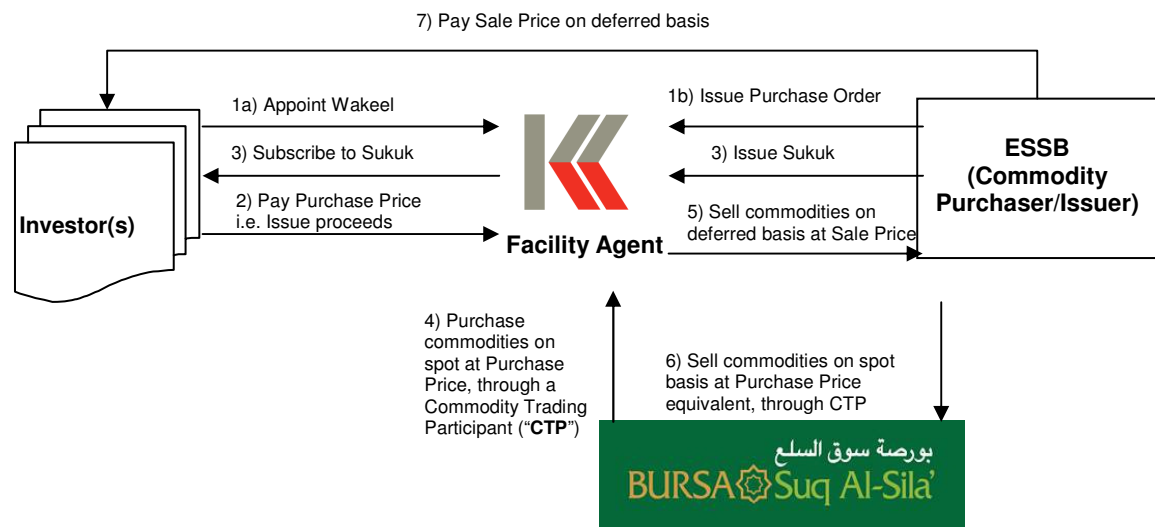 7) Pay Sale Price on deferred basis
1a) Appoint Wakeel
1b) Issue Purchase Order
3) Subscribe to Sukuk
3) Issue Sukuk
ESSB
(Commodity
Purchaser/Issuer)
2) Pay Purchase Price
i.e. Issue proceeds
Investor(s)
5) Sell commodities on
deferred basis at Sale Price
Facility Agent
4) Purchase
commodities on
spot at Purchase
Price, through a
Commodity Trading
Participant (“CTP”)
6) Sell commodities on spot
basis at Purchase Price
equivalent, through CTP
بورصة سوق السلع
BURSA Suq Al-Sila'